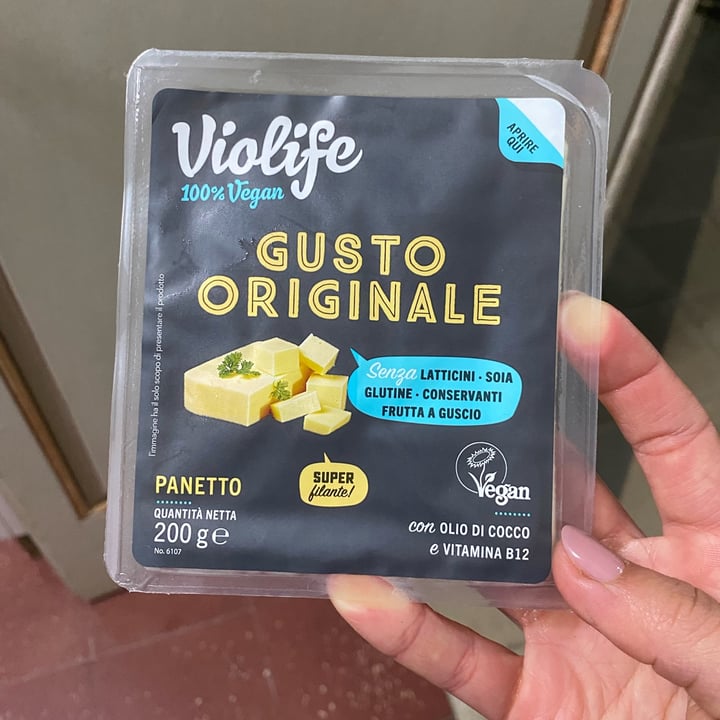 Violife
100% Vegan
APRIRE
QUI
GUSTO
ORIGINALE
l'immagine ha il solo scopo di presentare il prodotto
Senza LATTICINI · SOIA
GLUTINE · CONSERVANTI
FRUTTA A GUSCIO
PANETTO
QUANTITÀ NETTA
200 g e
No. 6107
SUPER
filante!
Vegan
con OLIO DI COCCO
e VITAMINA B12